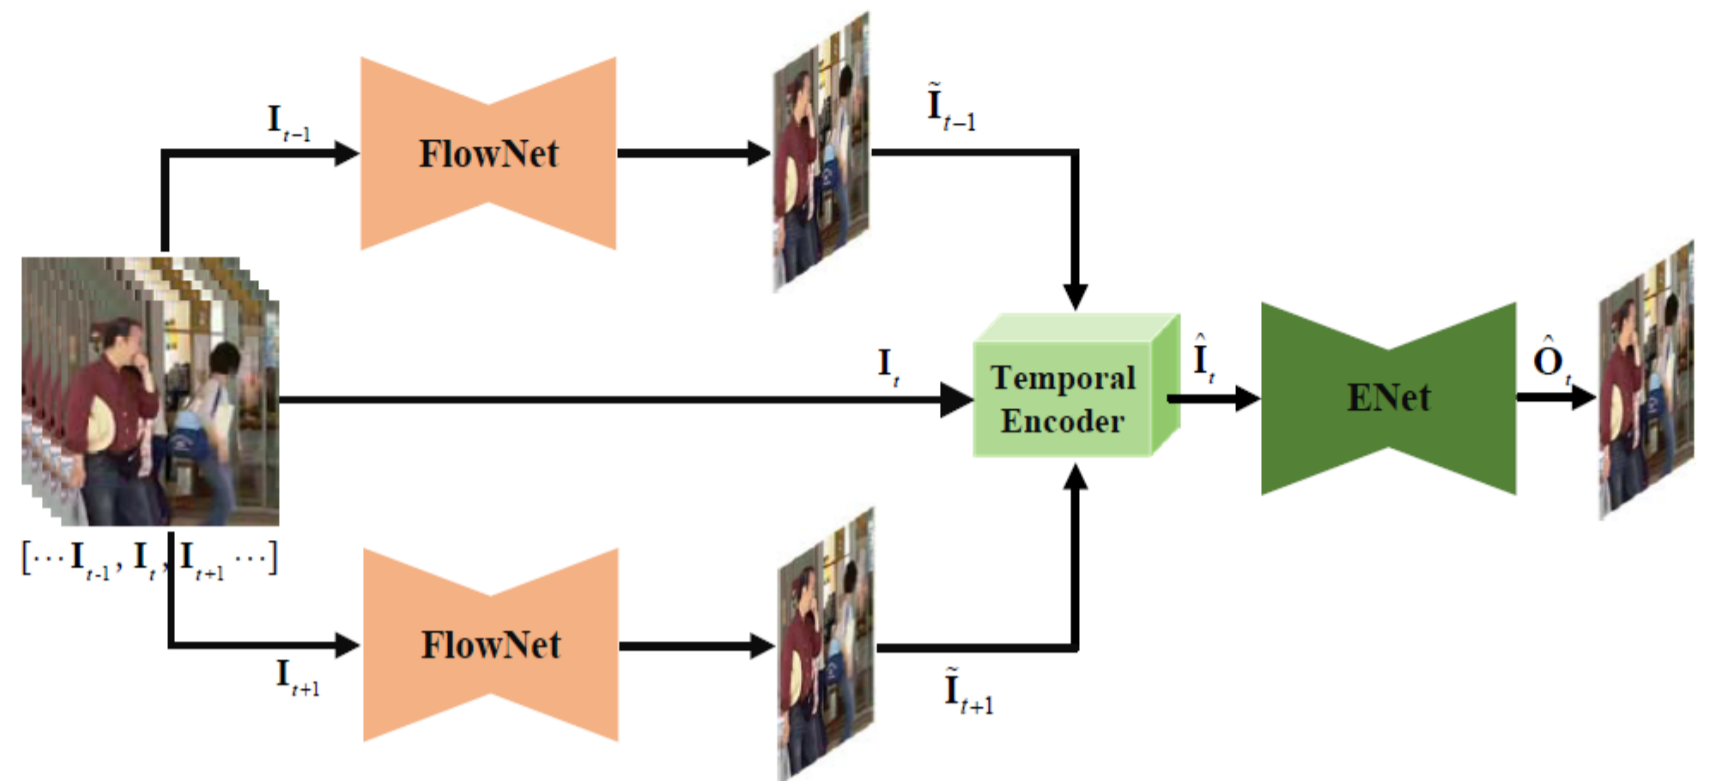 I_{t-1}
FlowNet
Ĩ_{t-1}
I_t
Temporal
Encoder
Î_t
ENet
Ô_t
[⋯ I_{t-1}, I_t, I_{t+1} ⋯]
I_{t+1}
FlowNet
Ĩ_{t+1}